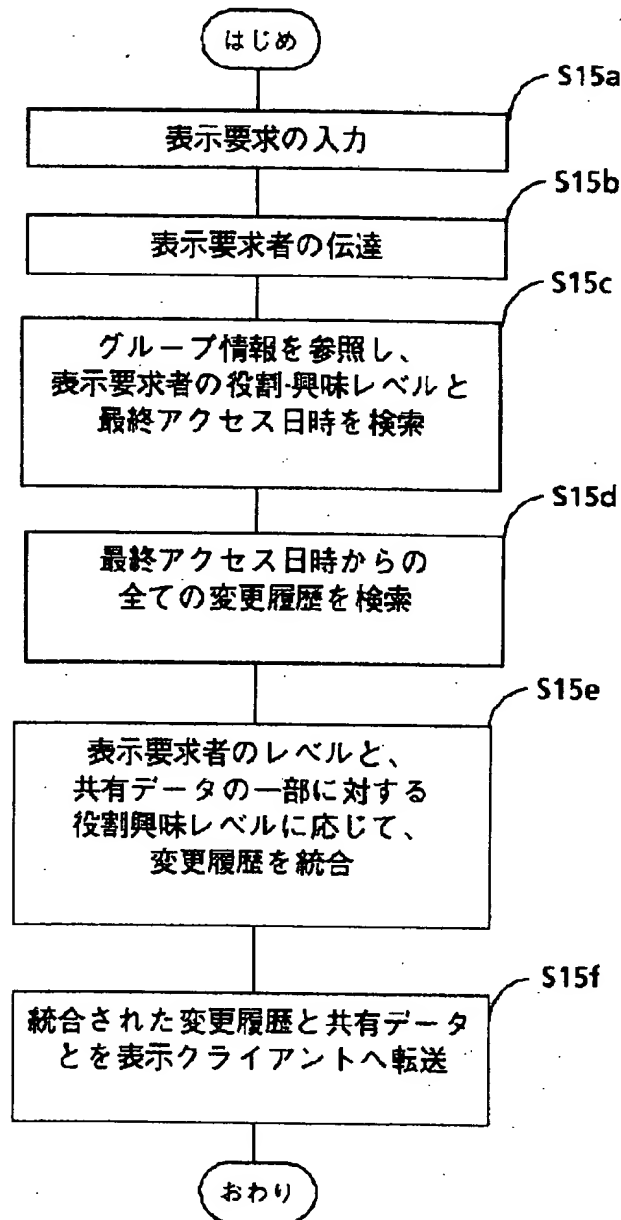 はじめ
S15a
表示要求の入力
S15b
表示要求者の伝達
S15c
グループ情報を参照し、
表示要求者の役割・興味レベルと
最終アクセス日時を検索
S15d
最終アクセス日時からの
全ての変更履歴を検索
S15e
表示要求者のレベルと、
共有データの一部に対する
役割興味レベルに応じて、
変更履歴を統合
S15f
統合された変更履歴と共有データ
とを表示クライアントへ転送
おわり